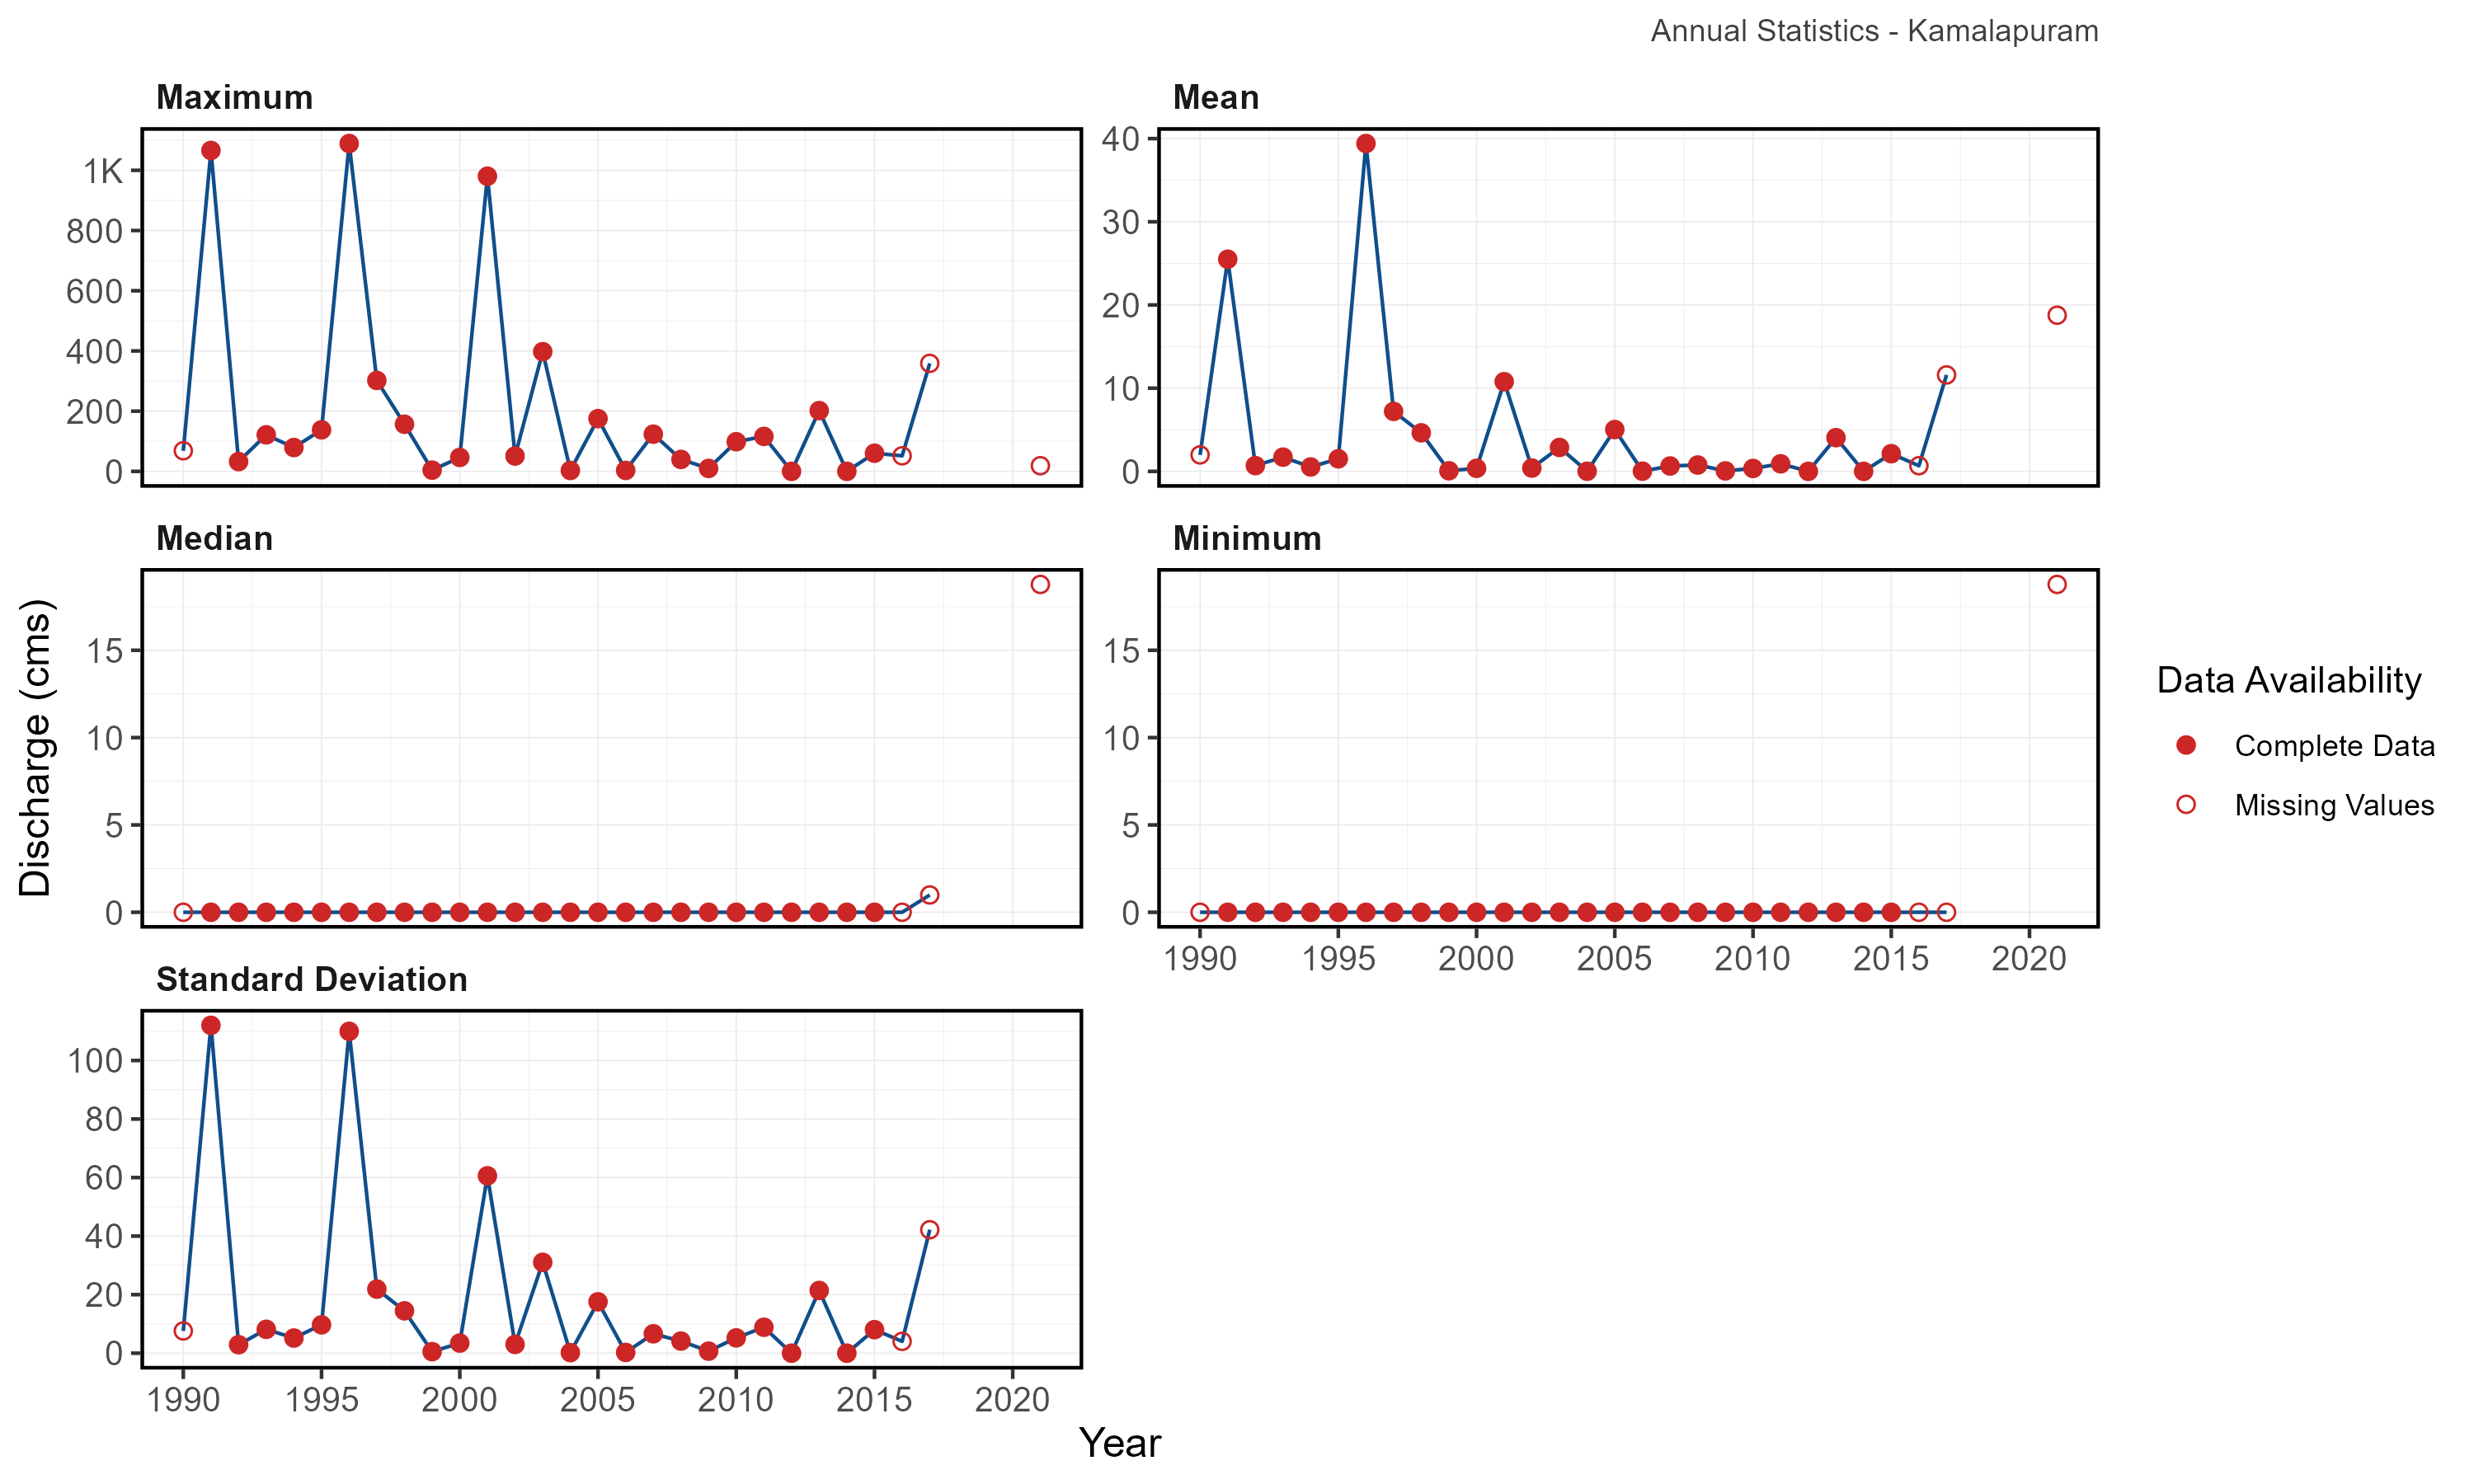 Annual Statistics - Kamalapuram
Maximum
1K
800
600
400
200
0
Mean
40
30
20
10
0
Median
15
10
5
0
Minimum
15
10
5
0
1990 1995 2000 2005 2010 2015 2020
Standard Deviation
100
80
60
40
20
0
1990 1995 2000 2005 2010 2015 2020
Discharge (cms)
Year
Data Availability
Complete Data
Missing Values